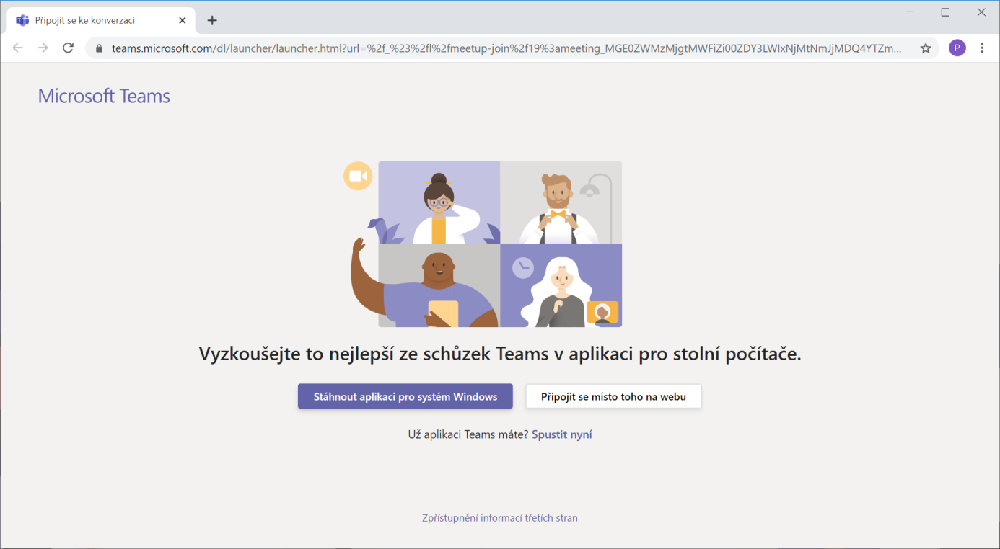 Připojit se ke konverzaci
teams.microsoft.com/dl/launcher/launcher.html?url=%2f_%23%2fl%2fmeetup-join%2f19%3ameeting_MGE0ZWMzMjgtMWFiZi00ZDY3LWIxNjMtNmJjMDQ4YTZm...
P
Microsoft Teams
Vyzkoušejte to nejlepší ze schůzek Teams v aplikaci pro stolní počítače.
Stáhnout aplikaci pro systém Windows
Připojit se místo toho na webu
Už aplikaci Teams máte? Spustit nyní
Zpřístupnění informací třetích stran